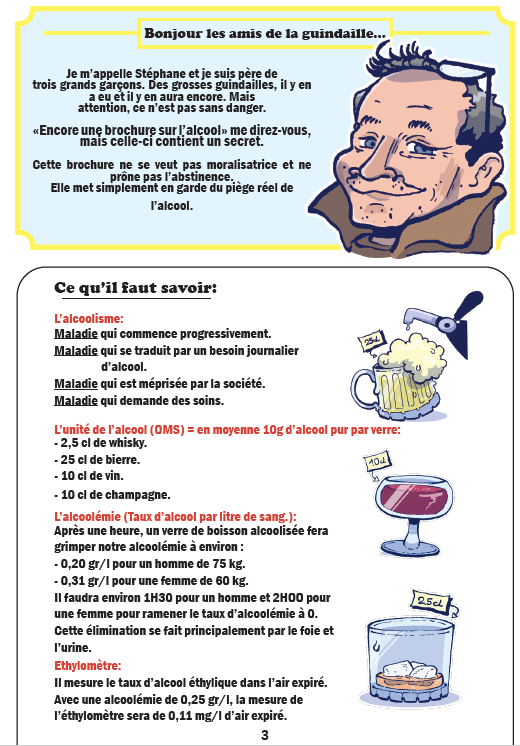 Bonjour les amis de la guindaille...
Je m'appelle Stéphane et je suis père de
trois grands garçons. Des grosses guindailles, il y en
a eu et il y en aura encore. Mais
attention, ce n'est pas sans danger.
«Encore une brochure sur l'alcool» me direz-vous,
mais celle-ci contient un secret.
Cette brochure ne se veut pas moralisatrice et ne
prône pas l'abstinence.
Elle met simplement en garde du piège réel de
l'alcool.
Ce qu'il faut savoir:
L'alcoolisme:
Maladie qui commence progressivement.
Maladie qui se traduit par un besoin journalier
d'alcool.
Maladie qui est méprisée par la société.
Maladie qui demande des soins.
25cl
L'unité de l'alcool (OMS) = en moyenne 10g d'alcool pur par verre:
- 2,5 cl de whisky.
- 25 cl de bierre.
- 10 cl de vin.
- 10 cl de champagne.
10cl
L'alcoolémie (Taux d'alcool par litre de sang.):
Après une heure, un verre de boisson alcoolisée fera
grimper notre alcoolémie à environ :
- 0,20 gr/l pour un homme de 75 kg.
- 0,31 gr/l pour une femme de 60 kg.
Il faudra environ 1H30 pour un homme et 2H00 pour
une femme pour ramener le taux d'alcoolémie à 0.
Cette élimination se fait principalement par le foie et
l'urine.
25cl
Ethylomètre:
Il mesure le taux d'alcool éthylique dans l'air expiré.
Avec une alcoolémie de 0,25 gr/l, la mesure de
l'éthylomètre sera de 0,11 mg/l d'air expiré.
3